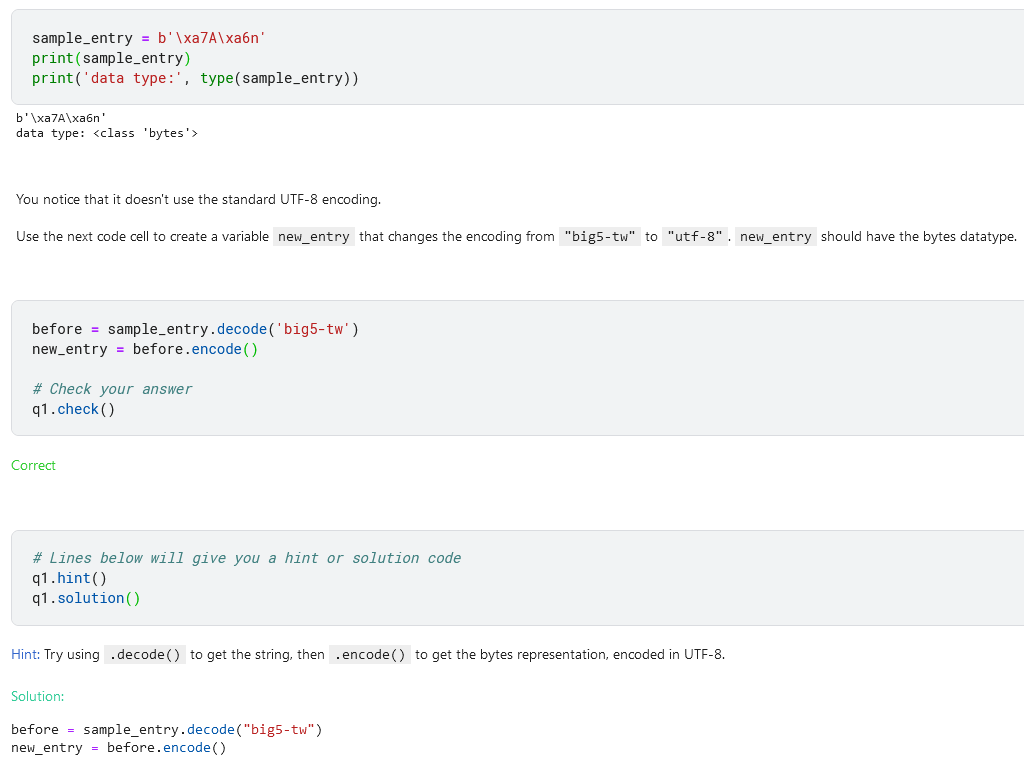 sample_entry = b'\xa7A\xa6n'
print(sample_entry)
print('data type:', type(sample_entry))
b'\xa7A\xa6n'
data type: <class 'bytes'>
You notice that it doesn't use the standard UTF-8 encoding.
Use the next code cell to create a variable new_entry that changes the encoding from "big5-tw" to "utf-8" . new_entry should have the bytes datatype.
before = sample_entry.decode('big5-tw')
new_entry = before.encode()
# Check your answer
q1.check()
Correct
# Lines below will give you a hint or solution code
q1.hint()
q1.solution()
Hint: Try using .decode() to get the string, then .encode() to get the bytes representation, encoded in UTF-8.
Solution:
before = sample_entry.decode("big5-tw")
new_entry = before.encode()